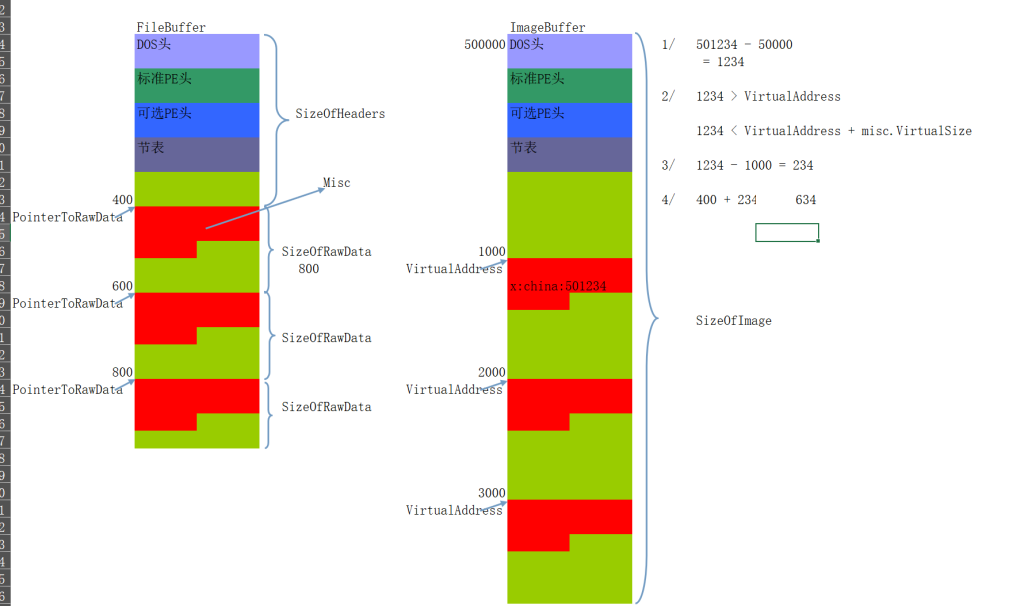 FileBuffer
DOS头
标准PE头
可选PE头
节表
SizeOfHeaders
Misc
400
PointerToRawData
SizeOfRawData
800
600
PointerToRawData
SizeOfRawData
800
PointerToRawData
SizeOfRawData
ImageBuffer
500000
DOS头
标准PE头
可选PE头
节表
1000
VirtualAddress
x:china:501234
2000
VirtualAddress
3000
VirtualAddress
SizeOfImage
1/ 501234 - 50000
= 1234
2/ 1234 > VirtualAddress
1234 < VirtualAddress + misc.VirtualSize
3/ 1234 - 1000 = 234
4/ 400 + 234 634